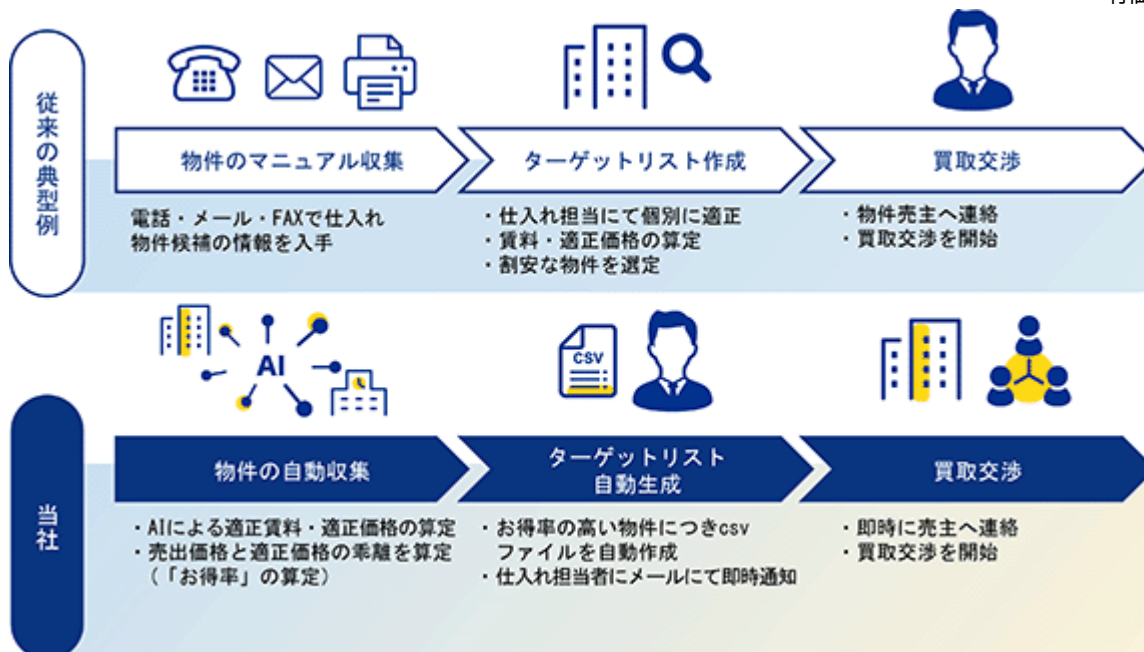 従来の典型例
物件のマニュアル収集
ターゲットリスト作成
買取交渉
電話・メール・FAXで仕入れ
物件候補の情報を入手
・仕入れ担当にて個別に適正
・賃料・適正価格の算定
・割安な物件を選定
・物件売主へ連絡
・買取交渉を開始
AI
CSV
当社
物件の自動収集
ターゲットリスト
自動生成
買取交渉
・AIによる適正賃料・適正価格の算定
・売出価格と適正価格の乖離を算定
(「お得率」の算定)
・お得率の高い物件につきcsv
ファイルを自動作成
・仕入れ担当者にメールにて即時通知
・即時に売主へ連絡
・買取交渉を開始